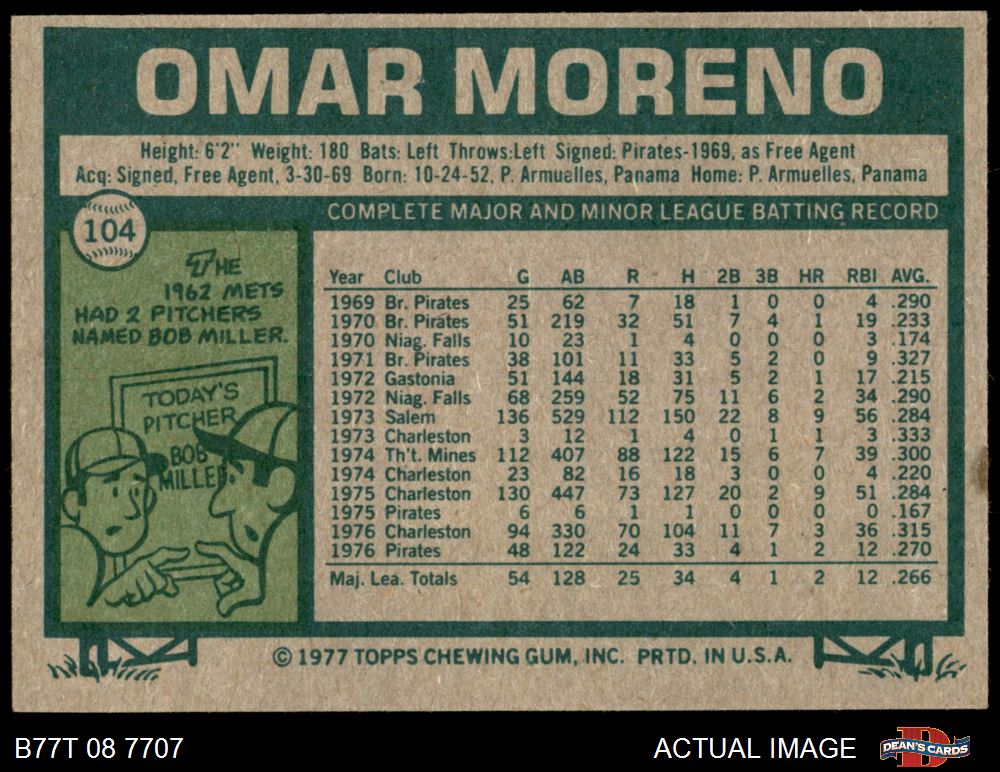 OMAR MORENO
Height: 6'2" Weight: 180 Bats: Left Throws:Left Signed: Pirates-1969, as Free Agent
Acq: Signed, Free Agent, 3-30-69 Born: 10-24-52, P. Armuelles, Panama Home: P. Armuelles, Panama
104
COMPLETE MAJOR AND MINOR LEAGUE BATTING RECORD
THE
1962 METS
HAD 2 PITCHERS
NAMED BOB MILLER.
TODAY'S
PITCHER
BOB
MILLER
Year Club G AB R H 2B 3B HR RBI AVG.
1969 Br. Pirates 25 62 7 18 1 0 0 4 .290
1970 Br. Pirates 51 219 32 51 7 4 1 19 .233
1970 Niag. Falls 10 23 1 4 0 0 0 3 .174
1971 Br. Pirates 38 101 11 33 5 2 0 9 .327
1972 Gastonia 51 144 18 31 5 2 1 17 .215
1972 Niag. Falls 68 259 52 75 11 6 2 34 .290
1973 Salem 136 529 112 150 22 8 9 56 .284
1973 Charleston 3 12 1 4 0 1 1 3 .333
1974 Th't. Mines 112 407 88 122 15 6 7 39 .300
1974 Charleston 23 82 16 18 3 0 0 4 .220
1975 Charleston 130 447 73 127 20 2 9 51 .284
1975 Pirates 6 6 1 1 0 0 0 0 .167
1976 Charleston 94 330 70 104 11 7 3 36 .315
1976 Pirates 48 122 24 33 4 1 2 12 .270
Maj. Lea. Totals 54 128 25 34 4 1 2 12 .266
© 1977 TOPPS CHEWING GUM, INC. PRTD. IN U.S.A.
B77T 08 7707
ACTUAL IMAGE
D
DEAN'S CARDS